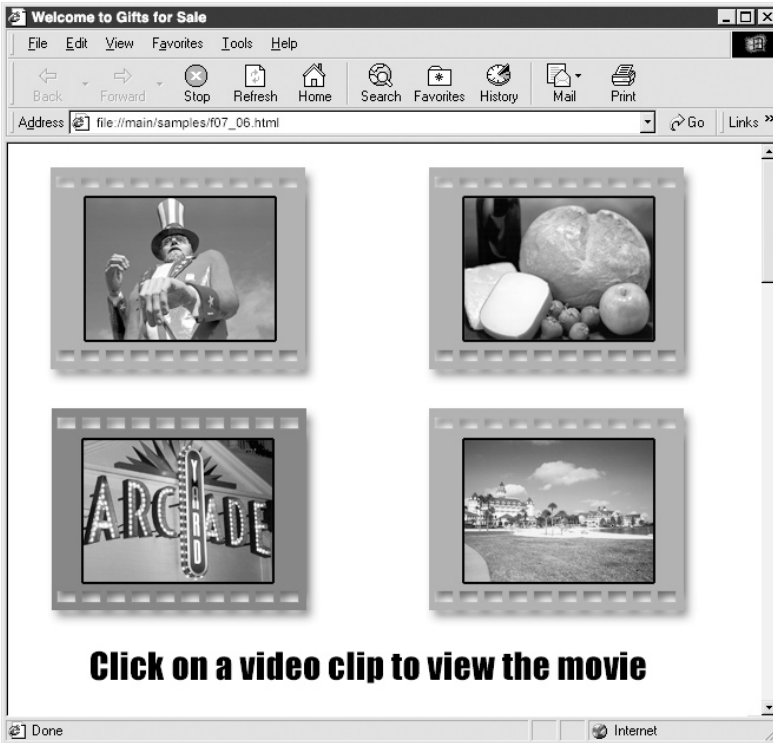 Welcome to Gifts for Sale
File Edit View Favorites Tools Help
Back Forward Stop Refresh Home Search Favorites History Mail Print
Address file://main/samples/f07_06.html Go Links »
ARCADE
YARD
Click on a video clip to view the movie
Done Internet